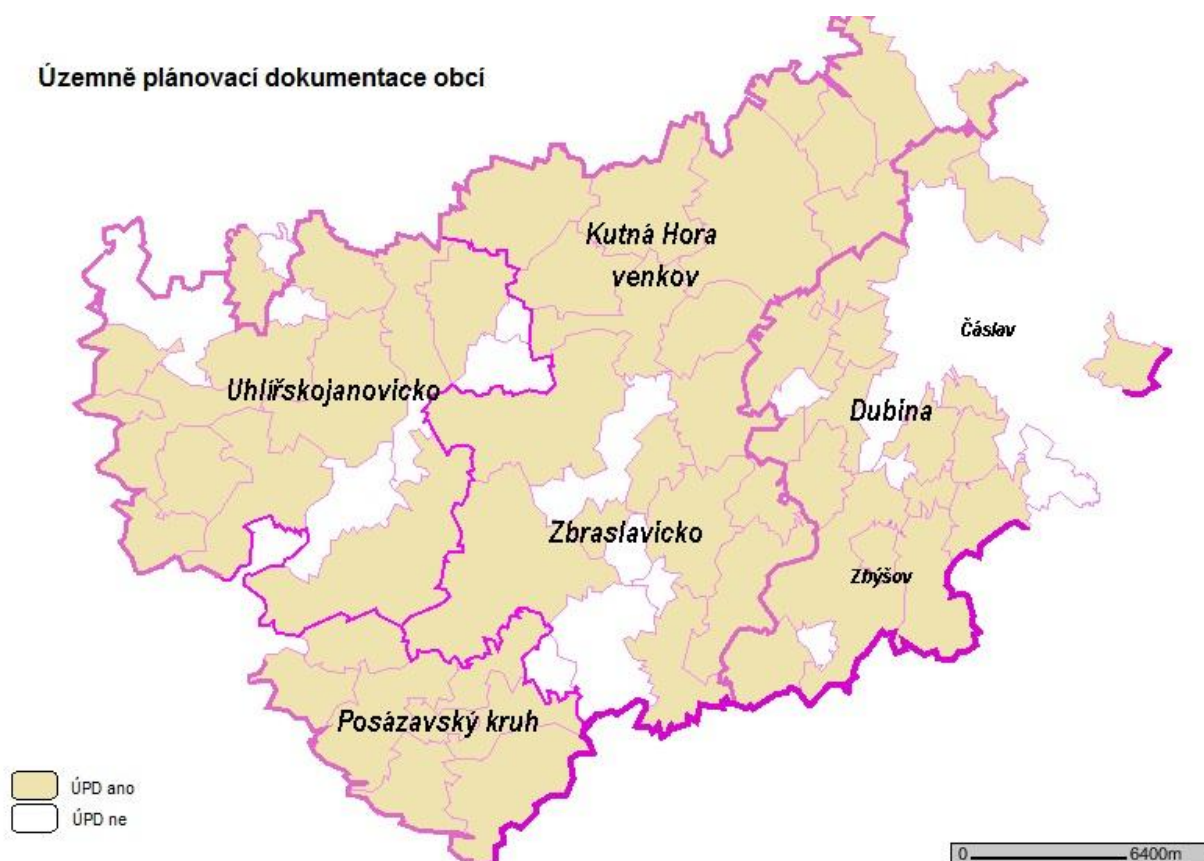 Územně plánovací dokumentace obcí
Kutná Hora
venkov
Čáslav
Uhlířskojanovicko
Dubina
Zbraslavicko
Zbýšov
Posázavský kruh
ÚPD ano
ÚPD ne
0 6400m